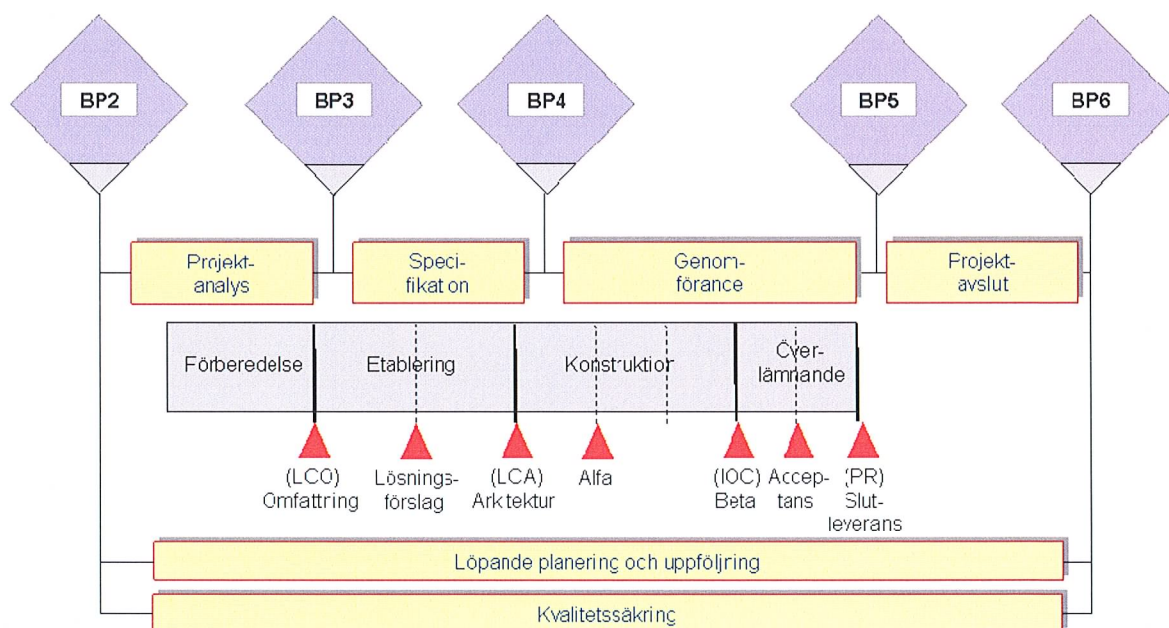 BP2
BP3
BP4
BP5
BP6
Projekt-
analys
Speci-
fikation
Genom-
förande
Projekt-
avslut
Förberedelse
Etablering
Konstruktion
Över-
lämnande
(LCO)
Omfattning
Lösnings-
förslag
(LCA)
Arkitektur
Alfa
(IOC)
Beta
Accep-
tans
(PR)
Slut-
leverans
Löpande planering och uppföljning
Kvalitetssäkring